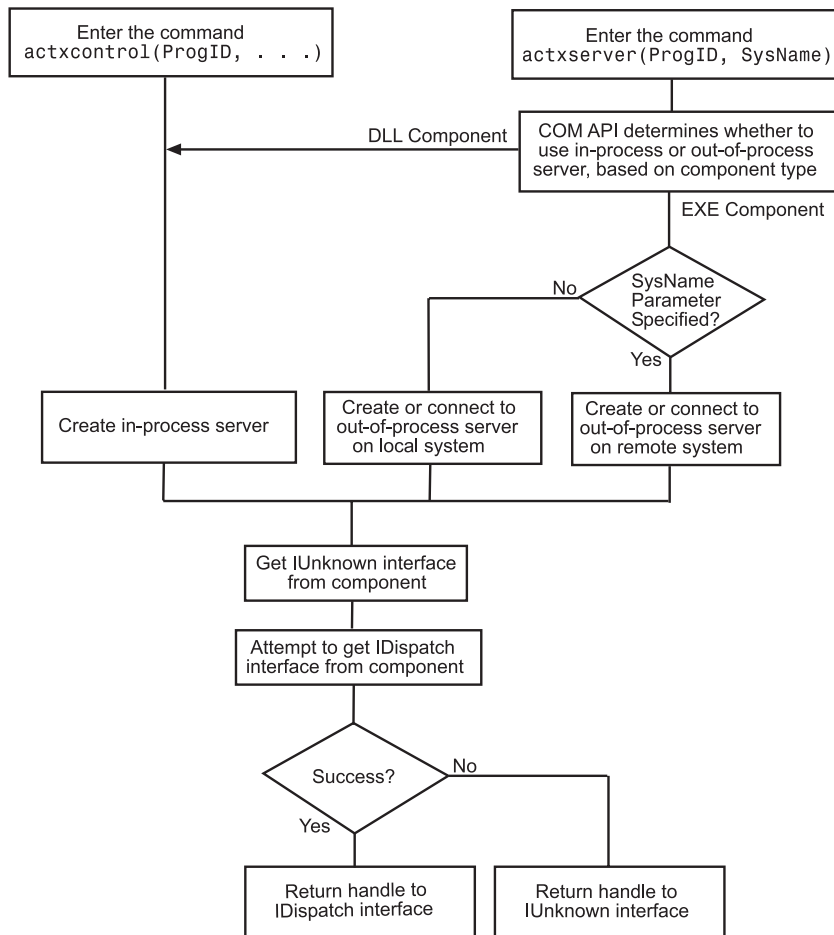 Enter the command
actxcontrol(ProgID, . . .)
Enter the command
actxserver(ProgID, SysName)
DLL Component
COM API determines whether to
use in-process or out-of-process
server, based on component type
EXE Component
No
SysName
Parameter
Specified?
Yes
Create in-process server
Create or connect to
out-of-process server
on local system
Create or connect to
out-of-process server
on remote system
Get IUnknown interface
from component
Attempt to get IDispatch
interface from component
Success?
No
Yes
Return handle to
IDispatch interface
Return handle to
IUnknown interface